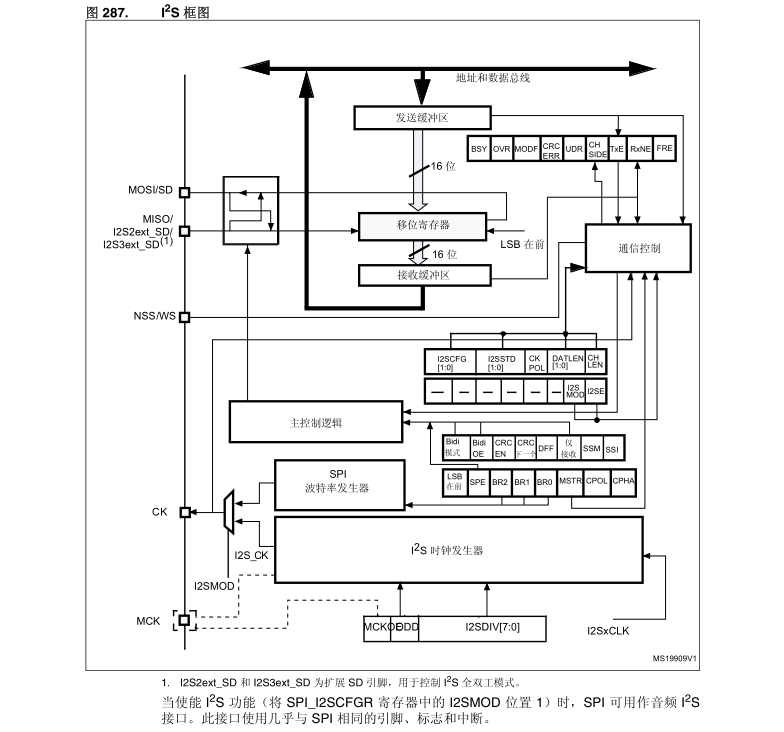 图 287. I²S 框图
地址和数据总线
发送缓冲区
BSY OVR MODF CRC ERR UDR CH SIDE TxE RxNE FRE
16 位
MOSI/SD
MISO/
I2S2ext_SD/
I2S3ext_SD(1)
移位寄存器
LSB 在前
通信控制
16 位
接收缓冲区
NSS/WS
I2SCFG [1:0] I2SSTD [1:0] CK POL DATLEN [1:0] CH LEN
— — — — — — I2S MOD I2SE
主控制逻辑
Bidi 模式 Bidi OE CRC EN CRC 下一个 DFF 仅接收 SSM SSI
SPI
波特率发生器
LSB 在前 SPE BR2 BR1 BR0 MSTR CPOL CPHA
CK
I2S_CK
I²S 时钟发生器
I2SMOD
MCK
MCKOE ODD I2SDIV[7:0]
I2SxCLK
MS19909V1
1. I2S2ext_SD 和 I2S3ext_SD 为扩展 SD 引脚，用于控制 I²S 全双工模式。
当使能 I²S 功能（将 SPI_I2SCFGR 寄存器中的 I2SMOD 位置 1）时，SPI 可用作音频 I²S
接口。此接口使用几乎与 SPI 相同的引脚、标志和中断。